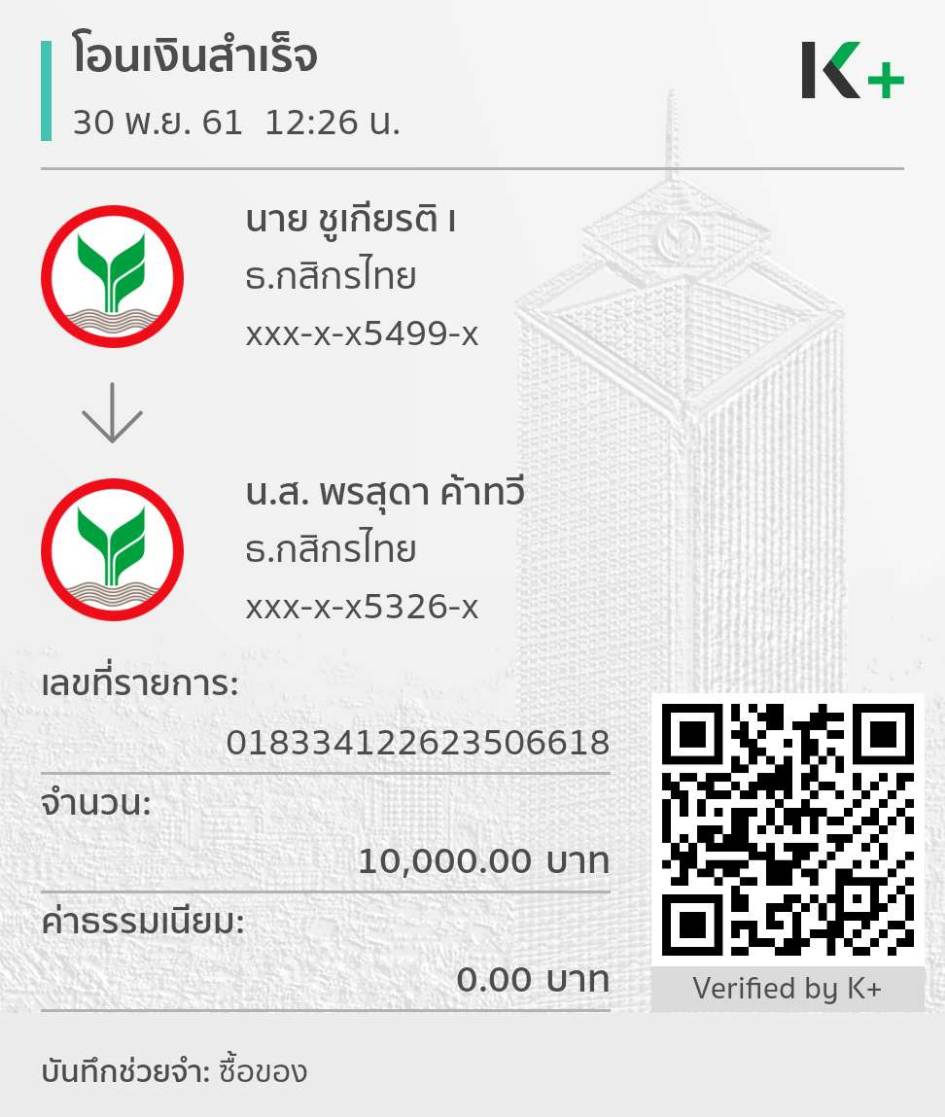 โอนเงินสำเร็จ
30 พ.ย. 61 12:26 น.
K+
นาย ชูเกียรติ เ
ธ.กสิกรไทย
xxx-x-x5499-x
น.ส. พรสุดา ค้าทวี
ธ.กสิกรไทย
xxx-x-x5326-x
เลขที่รายการ:
018334122623506618
จำนวน:
10,000.00 บาท
ค่าธรรมเนียม:
0.00 บาท
Verified by K+
บันทึกช่วยจำ: ซื้อของ